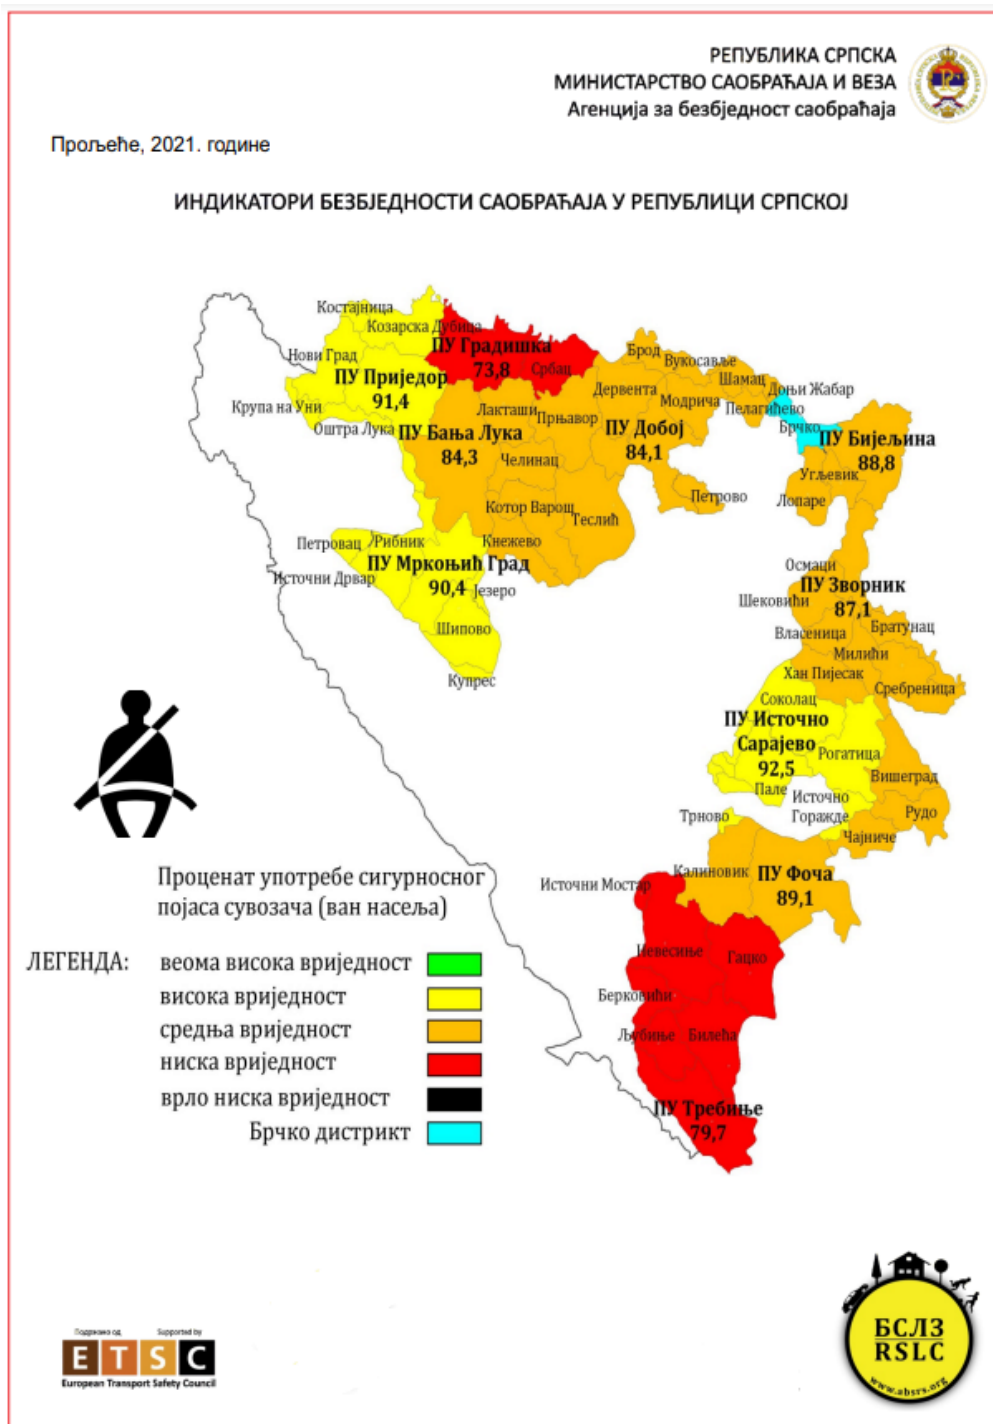 РЕПУБЛИКА СРПСКА
МИНИСТАРСТВО САОБРАЋАЈА И ВЕЗА
Агенција за безбједност саобраћаја
Прољеће, 2021. године
ИНДИКАТОРИ БЕЗБЈЕДНОСТИ САОБРАЋАЈА У РЕПУБЛИЦИ СРПСКОЈ
Костајница
Козарска Дубица
Нови Град
ПУ Градишка
73,8
Србац
ПУ Приједор
91,4
Крупа на Уни
Оштра Лука
Брод
Вукосавље
Шамац
Доњи Жабар
Дервента
Модрича
Пелагићево
Брчко
Лакташи
Прњавор
ПУ Бања Лука
84,3
ПУ Добој
84,1
ПУ Бијељина
88,8
Челинац
Угљевик
Лопаре
Петрово
Котор Варош
Теслић
Кнежево
Петровац
Рибник
Источни Дрвар
ПУ Мркоњић Град
90,4
Језеро
Шипово
Купрес
Осмаци
ПУ Зворник
87,1
Шековићи
Братунац
Власеница
Милићи
Хан Пијесак
Сребреница
Соколац
ПУ Источно
Сарајево
92,5
Рогатица
Вишеград
Пале
Источно
Горажде
Рудо
Трново
Чајниче
Калиновик
ПУ Фоча
89,1
Источни Мостар
Невесиње
Гацко
Берковићи
Љубиње
Билећа
ПУ Требиње
79,7
Проценат употребе сигурносног
појаса сувозача (ван насеља)
ЛЕГЕНДА:
веома висока вриједност
висока вриједност
средња вриједност
ниска вриједност
врло ниска вриједност
Брчко дистрикт
Подржано од
Supported by
ETSC
European Transport Safety Council
БСЛЗ
RSLC
www.absrs.org